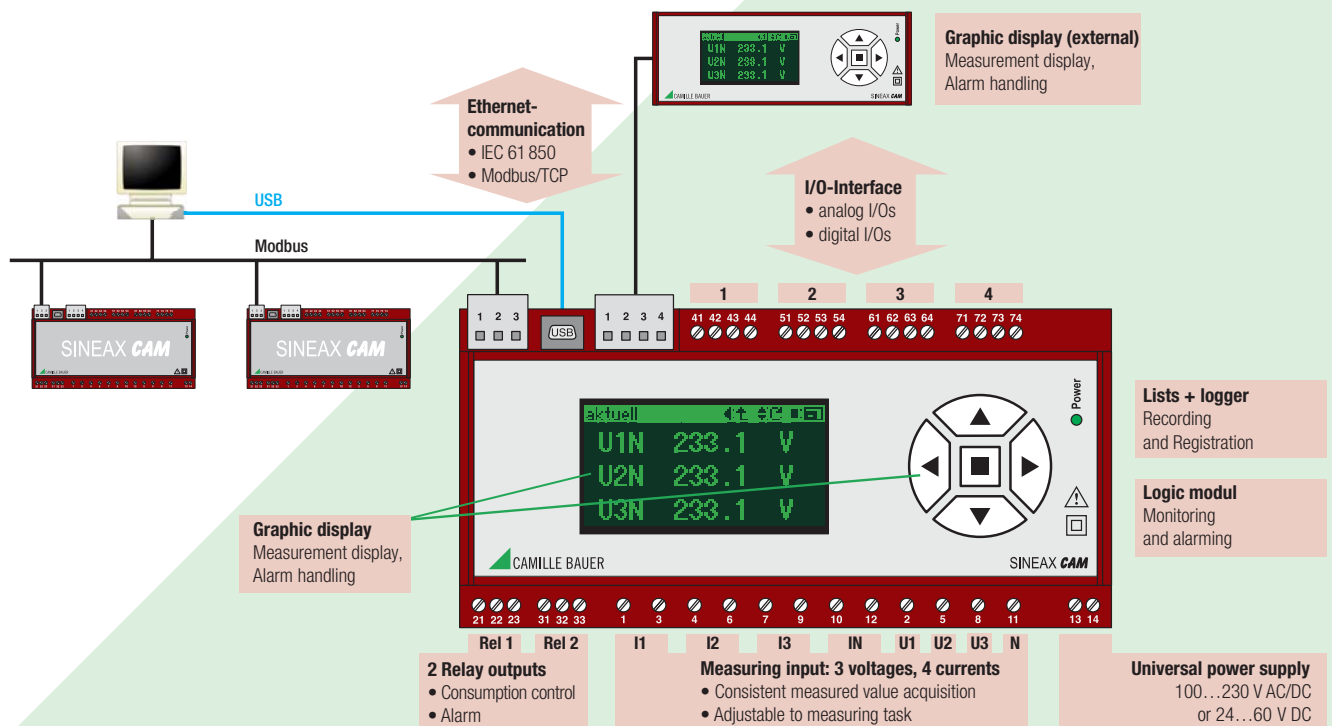 aktuell
U1N 233.1 V
U2N 233.1 V
U3N 233.1 V
Power
CAMILLE BAUER
SINEAX CAM
Graphic display (external)
Measurement display,
Alarm handling
Ethernet-
communication
• IEC 61 850
• Modbus/TCP
I/O-Interface
• analog I/Os
• digital I/Os
USB
Modbus
SINEAX CAM
CAMILLE BAUER
SINEAX CAM
CAMILLE BAUER
1 2 3
USB
1 2 3 4
1 2 3 4
41 42 43 44 51 52 53 54 61 62 63 64 71 72 73 74
aktuell
U1N 233.1 V
U2N 233.1 V
U3N 233.1 V
Power
CAMILLE BAUER
SINEAX CAM
Lists + logger
Recording
and Registration
Logic modul
Monitoring
and alarming
Graphic display
Measurement display,
Alarm handling
21 22 23 31 32 33 1 3 4 6 7 9 10 12 2 5 8 11 13 14
Rel 1 Rel 2 I1 I2 I3 IN U1 U2 U3 N
2 Relay outputs
• Consumption control
• Alarm
Measuring input: 3 voltages, 4 currents
• Consistent measured value acquisition
• Adjustable to measuring task
Universal power supply
100…230 V AC/DC
or 24…60 V DC